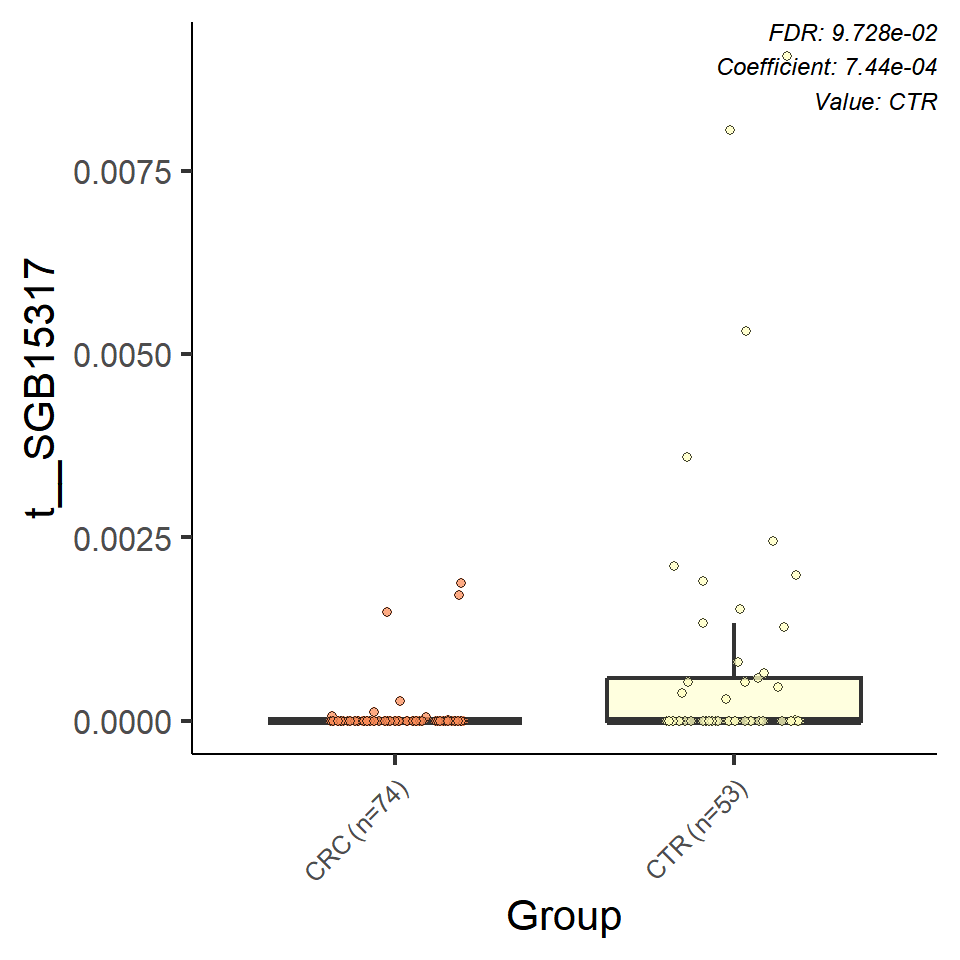 FDR: 9.728e-02
Coefficient: 7.44e-04
Value: CTR
t__SGB15317
0.0075
0.0050
0.0025
0.0000
CRC (n=74)
CTR (n=53)
Group